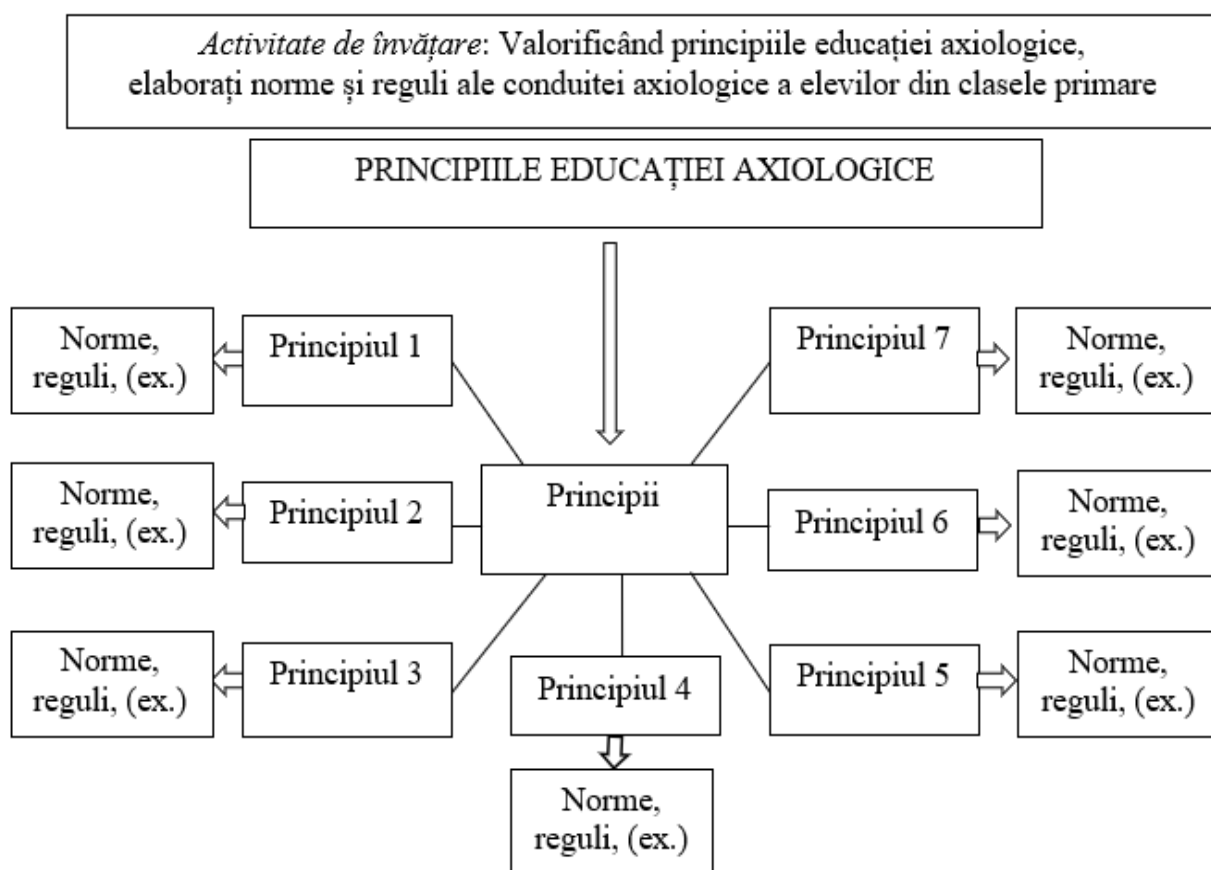 Activitate de învățare: Valorificând principiile educației axiologice,
elaborați norme și reguli ale conduitei axiologice a elevilor din clasele primare
PRINCIPIILE EDUCAȚIEI AXIOLOGICE
Norme,
reguli, (ex.)
Principiul 1
Principiul 7
Norme,
reguli, (ex.)
Norme,
reguli, (ex.)
Principiul 2
Principii
Principiul 6
Norme,
reguli, (ex.)
Norme,
reguli, (ex.)
Principiul 3
Principiul 4
Principiul 5
Norme,
reguli, (ex.)
Norme,
reguli, (ex.)